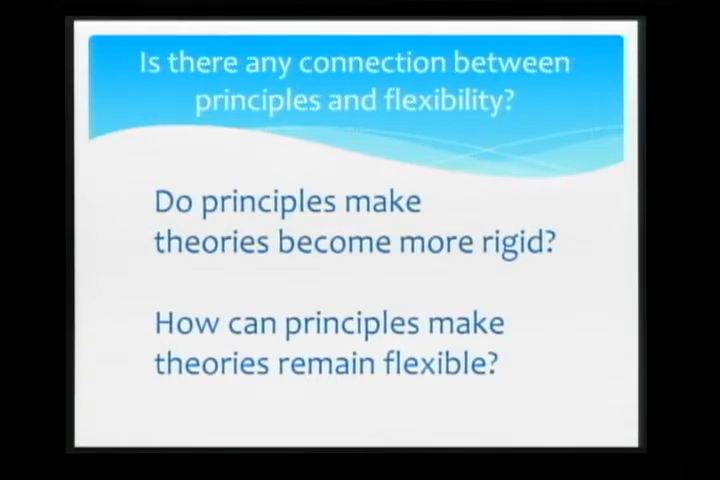 Is there any connection between
principles and flexibility?
Do principles make
theories become more rigid?
How can principles make
theories remain flexible?